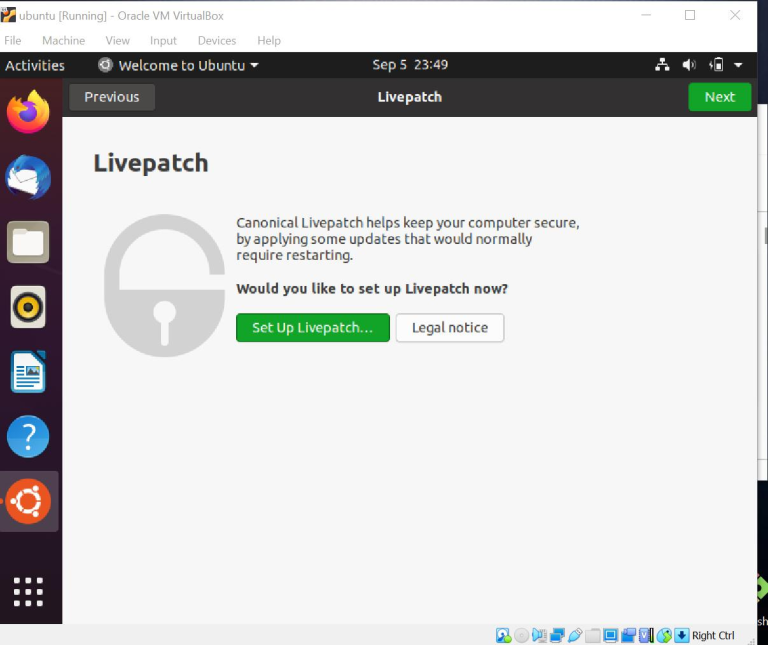 ubuntu [Running] - Oracle VM VirtualBox
File Machine View Input Devices Help
Activities Welcome to Ubuntu Sep 5 23:49
Previous Livepatch Next
Livepatch
Canonical Livepatch helps keep your computer secure,
by applying some updates that would normally
require restarting.
Would you like to set up Livepatch now?
Set Up Livepatch... Legal notice
?
sh
Right Ctrl